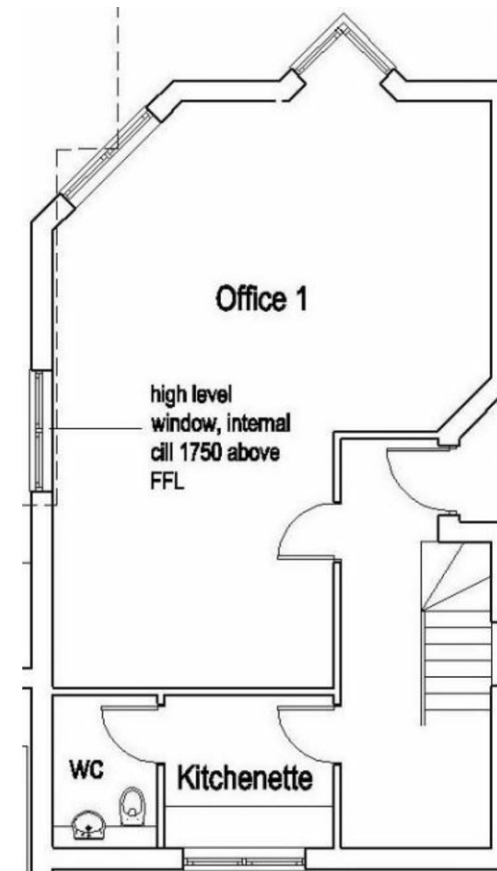 Office 1
high level
window, internal
cill 1750 above
FFL
WC
Kitchenette